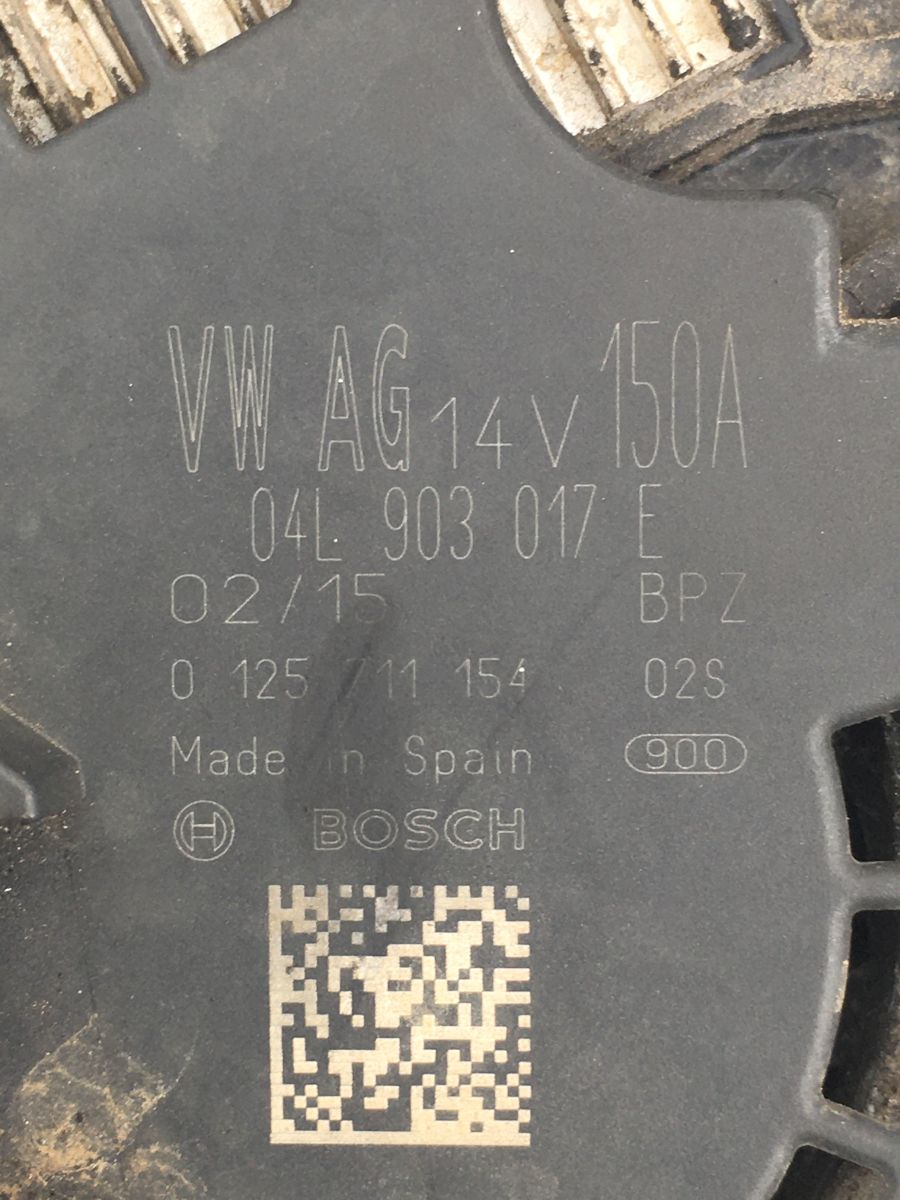 VW AG 14V 150A
04L 903 017 E
02/15 BPZ
0 125 711 154 02S
Made in Spain 900
BOSCH